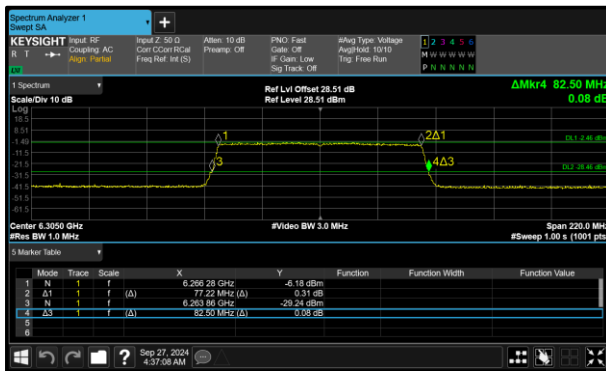 Spectrum Analyzer 1
Swept SA
KEYSIGHT Input: RF Input Z: 50 Ω Atten: 10 dB PNO: Fast #Avg Type: Voltage 1 2 3 4 5 6
R T Coupling: AC Corr CCorr RCal Preamp: Off Gate: Off Avg|Hold: 10/10 M W W W W W
Align: Partial Freq Ref: Int (S) IF Gain: Low Trig: Free Run P N N N N N
Sig Track: Off
1 Spectrum Ref Lvl Offset 28.51 dB ΔMkr4 82.50 MHz
Scale/Div 10 dB Ref Level 28.51 dBm 0.08 dB
Log
18.5
8.51
-1.49 1 2Δ1 DL1 -2.46 dBm
-11.5
-21.5 3 4Δ3 DL2 -28.46 dBm
-31.5
-41.5
-51.5
-61.5
Center 6.3050 GHz #Video BW 3.0 MHz Span 220.0 MHz
#Res BW 1.0 MHz #Sweep 1.00 s (1001 pts)
5 Marker Table
Mode Trace Scale X Y Function Function Width Function Value
1 N 1 f 6.266 28 GHz -6.18 dBm
2 Δ1 1 f (Δ) 77.22 MHz (Δ) 0.31 dB
3 N 1 f 6.263 86 GHz -29.24 dBm
4 Δ3 1 f (Δ) 82.50 MHz (Δ) 0.08 dB
5
6
? Sep 27, 2024
4:37:08 AM